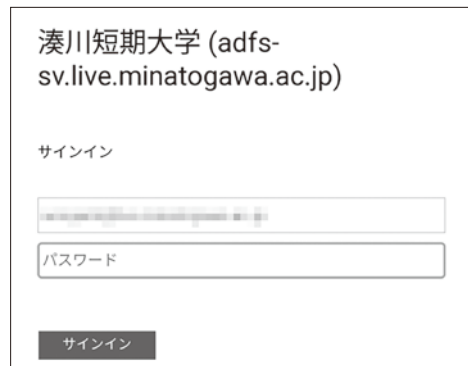 湊川短期大学 (adfs-
sv.live.minatogawa.ac.jp)
サインイン
パスワード
サインイン